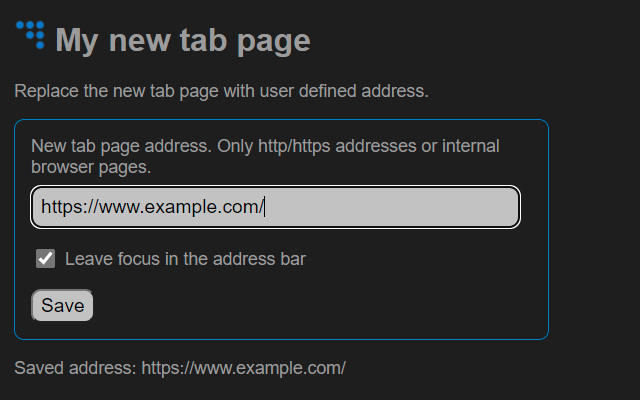 My new tab page
Replace the new tab page with user defined address.
New tab page address. Only http/https addresses or internal
browser pages.
https://www.example.com/
Leave focus in the address bar
Save
Saved address: https://www.example.com/